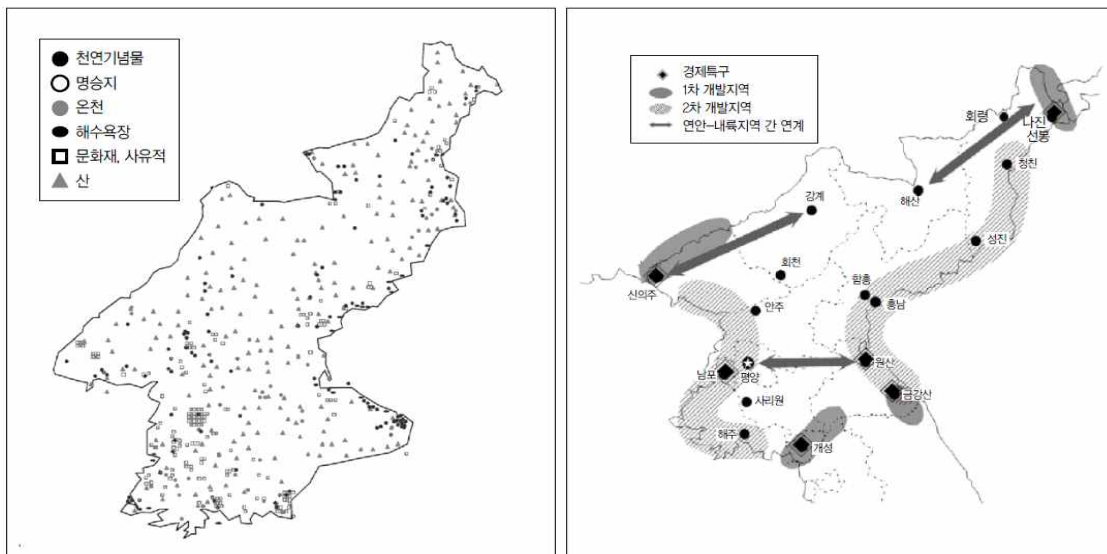 천연기념물
명승지
온천
해수욕장
문화재, 사유적
산
경제특구
1차 개발지역
2차 개발지역
연안-내륙지역 간 연계
회령
나진
선봉
청진
혜산
강계
성진
희천
신의주
함흥
흥남
안주
원산
남포
평양
금강산
사리원
해주
개성